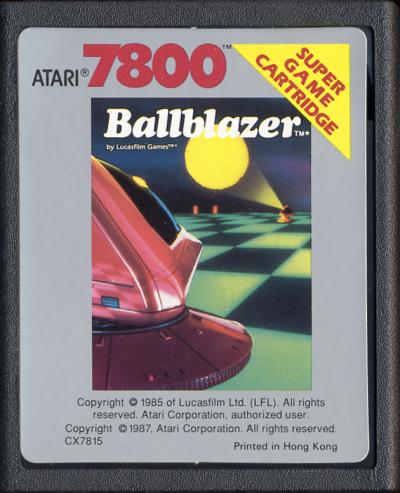 ATARI® 7800™
SUPER
GAME
CARTRIDGE
Ballblazer™*
by Lucasfilm Games™*
Copyright © 1985 of Lucasfilm Ltd. (LFL). All rights
reserved. Atari Corporation, authorized user.
Copyright ©1987, Atari Corporation. All rights reserved.
CX7815
Printed in Hong Kong